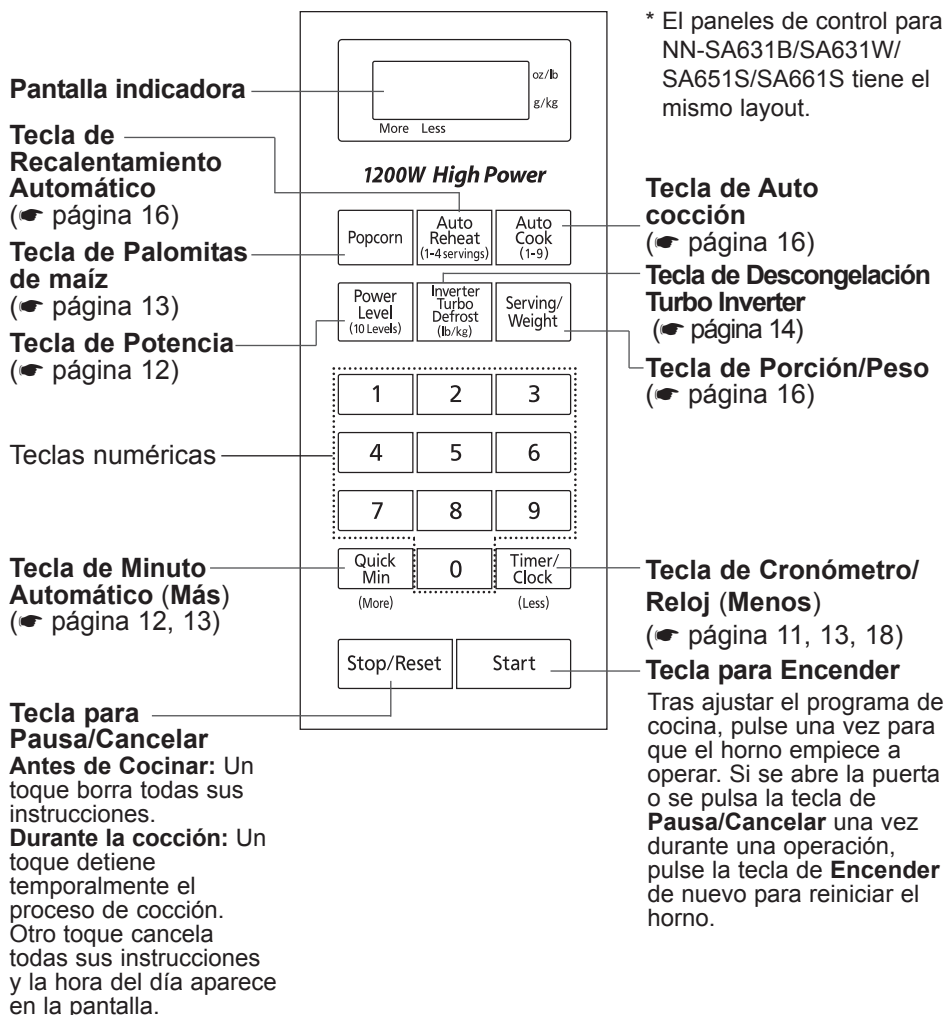 * El paneles de control para
NN-SA631B/SA631W/
SA651S/SA661S tiene el
mismo layout.
Pantalla indicadora
Tecla de
Recalentamiento
Automático
(☛ página 16)
Tecla de Palomitas
de maíz
(☛ página 13)
Tecla de Potencia
(☛ página 12)
Teclas numéricas
Tecla de Minuto
Automático (Más)
(☛ página 12, 13)
Tecla para
Pausa/Cancelar
Antes de Cocinar: Un
toque borra todas sus
instrucciones.
Durante la cocción: Un
toque detiene
temporalmente el
proceso de cocción.
Otro toque cancela
todas sus instrucciones
y la hora del día aparece
en la pantalla.
oz/lb
g/kg
More Less
1200W High Power
Popcorn
Auto
Reheat
(1-4 servings)
Auto
Cook
(1-9)
Power
Level
(10 Levels)
Inverter
Turbo
Defrost
(lb/kg)
Serving/
Weight
1 2 3
4 5 6
7 8 9
Quick
Min
(More)
0
Timer/
Clock
(Less)
Stop/Reset
Start
Tecla de Auto
cocción
(☛ página 16)
Tecla de Descongelación
Turbo Inverter
(☛ página 14)
Tecla de Porción/Peso
(☛ página 16)
Tecla de Cronómetro/
Reloj (Menos)
(☛ página 11, 13, 18)
Tecla para Encender
Tras ajustar el programa de
cocina, pulse una vez para
que el horno empiece a
operar. Si se abre la puerta
o se pulsa la tecla de
Pausa/Cancelar una vez
durante una operación,
pulse la tecla de Encender
de nuevo para reiniciar el
horno.